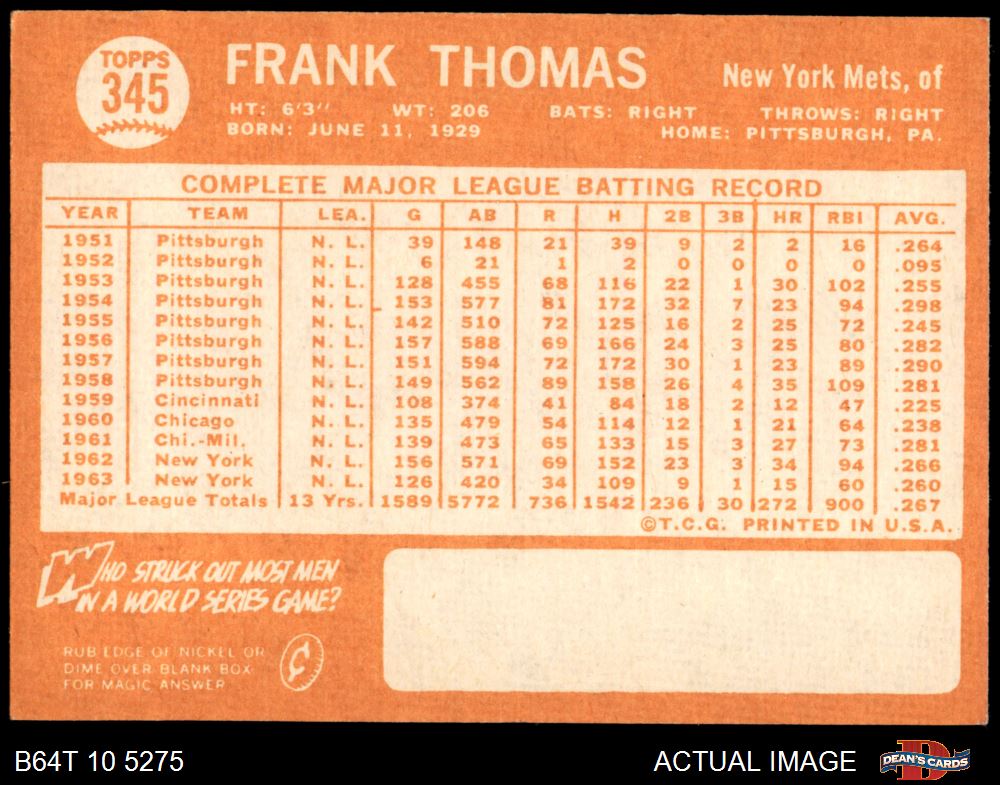 TOPPS
345
FRANK THOMAS
New York Mets, of
HT: 6'3" WT: 206 BATS: RIGHT THROWS: RIGHT
BORN: JUNE 11, 1929 HOME: PITTSBURGH, PA.
COMPLETE MAJOR LEAGUE BATTING RECORD
YEAR TEAM LEA. G AB R H 2B 3B HR RBI AVG.
1951 Pittsburgh N. L. 39 148 21 39 9 2 2 16 .264
1952 Pittsburgh N. L. 6 21 1 2 0 0 0 0 .095
1953 Pittsburgh N. L. 128 455 68 116 22 1 30 102 .255
1954 Pittsburgh N. L. 153 577 81 172 32 7 23 94 .298
1955 Pittsburgh N. L. 142 510 72 125 16 2 25 72 .245
1956 Pittsburgh N. L. 157 588 69 166 24 3 25 80 .282
1957 Pittsburgh N. L. 151 594 72 172 30 1 23 89 .290
1958 Pittsburgh N. L. 149 562 89 158 26 4 35 109 .281
1959 Cincinnati N. L. 108 374 41 84 18 2 12 47 .225
1960 Chicago N. L. 135 479 54 114 12 1 21 64 .238
1961 Chi.-Mil. N. L. 139 473 65 133 15 3 27 73 .281
1962 New York N. L. 156 571 69 152 23 3 34 94 .266
1963 New York N. L. 126 420 34 109 9 1 15 60 .260
Major League Totals 13 Yrs. 1589 5772 736 1542 236 30 272 900 .267
©T.C.G. PRINTED IN U.S.A.
WHO STRUCK OUT MOST MEN
IN A WORLD SERIES GAME?
RUB EDGE OF NICKEL OR
DIME OVER BLANK BOX
FOR MAGIC ANSWER
¢
B64T 10 5275
ACTUAL IMAGE
D
DEAN'S CARDS